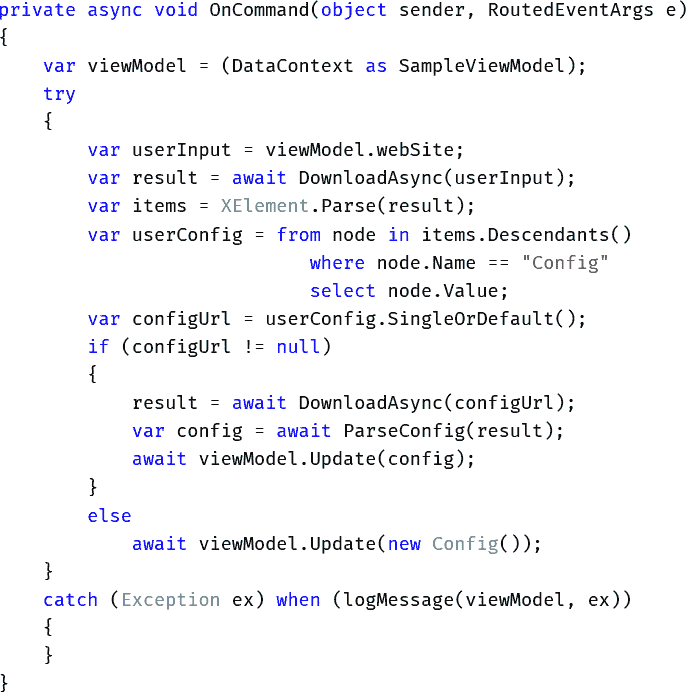 private async void OnCommand(object sender, RoutedEventArgs e)
{
    var viewModel = (DataContext as SampleViewModel);
    try
    {
        var userInput = viewModel.webSite;
        var result = await DownloadAsync(userInput);
        var items = XElement.Parse(result);
        var userConfig = from node in items.Descendants()
                            where node.Name == "Config"
                            select node.Value;
        var configUrl = userConfig.SingleOrDefault();
        if (configUrl != null)
        {
            result = await DownloadAsync(configUrl);
            var config = await ParseConfig(result);
            await viewModel.Update(config);
        }
        else
            await viewModel.Update(new Config());
    }
    catch (Exception ex) when (logMessage(viewModel, ex))
    {
    }
}